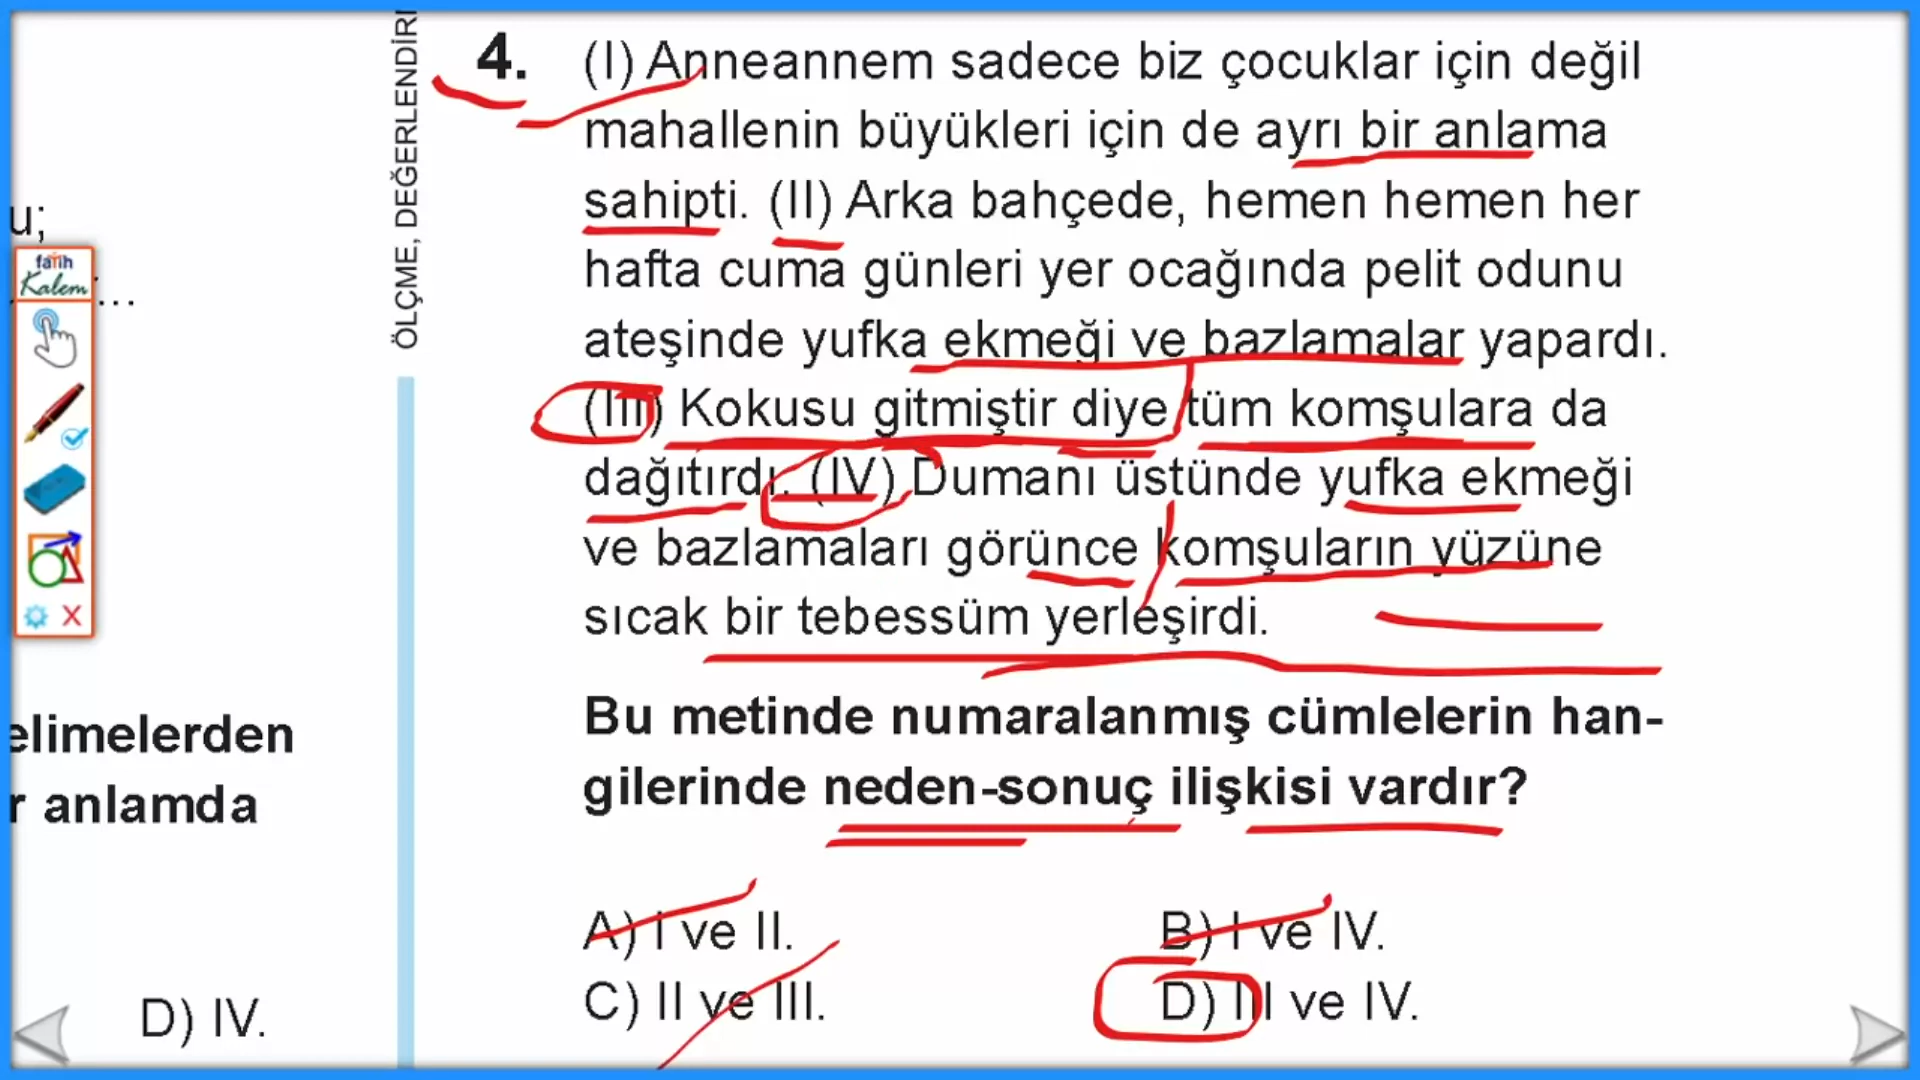 u;
...
elimelerden
r anlamda
D) IV.
fatih
Kalem
ÖLÇME, DEĞERLENDİR
4. (I) Anneannem sadece biz çocuklar için değil
mahallenin büyükleri için de ayrı bir anlama
sahipti. (II) Arka bahçede, hemen hemen her
hafta cuma günleri yer ocağında pelit odunu
ateşinde yufka ekmeği ve bazlamalar yapardı.
(III) Kokusu gitmiştir diye tüm komşulara da
dağıtırdı. (IV) Dumanı üstünde yufka ekmeği
ve bazlamaları görünce komşuların yüzüne
sıcak bir tebessüm yerleşirdi.
Bu metinde numaralanmış cümlelerin han-
gilerinde neden-sonuç ilişkisi vardır?
A) I ve II. B) I ve IV.
C) II ve III. D) III ve IV.